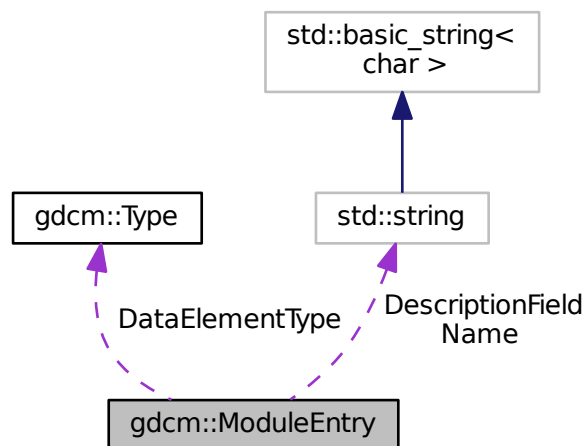 std::basic_string<
char >
gdcm::Type
std::string
DataElementType
DescriptionField
Name
gdcm::ModuleEntry